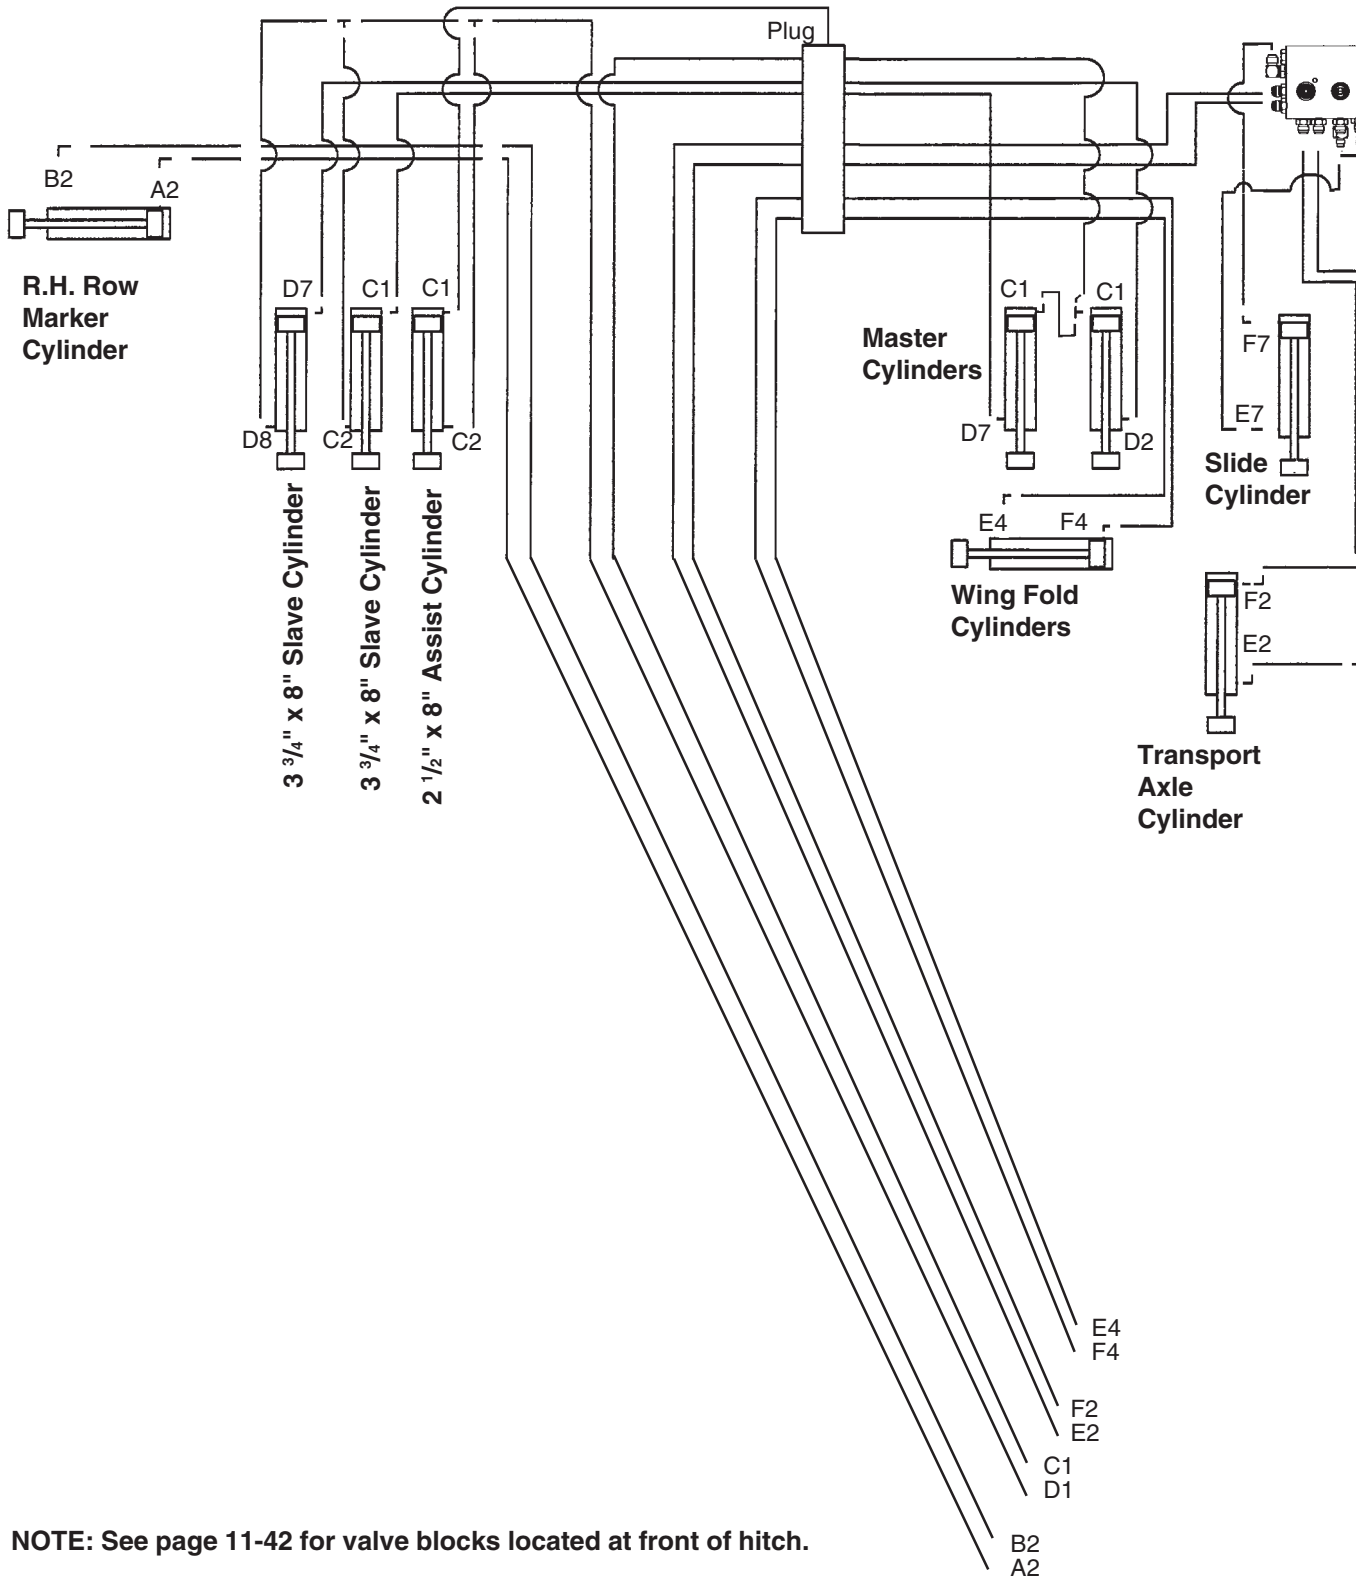 Plug
B2
A2
R.H. Row
Marker
Cylinder
D7
C1
C1
D8
C2
C2
3 3/4" x 8" Slave Cylinder
3 3/4" x 8" Slave Cylinder
2 1/2" x 8" Assist Cylinder
Master
Cylinders
C1
C1
D7
D2
E4
F4
Wing Fold
Cylinders
F7
E7
Slide
Cylinder
F2
E2
Transport
Axle
Cylinder
E4
F4
F2
E2
C1
D1
B2
A2
NOTE: See page 11-42 for valve blocks located at front of hitch.